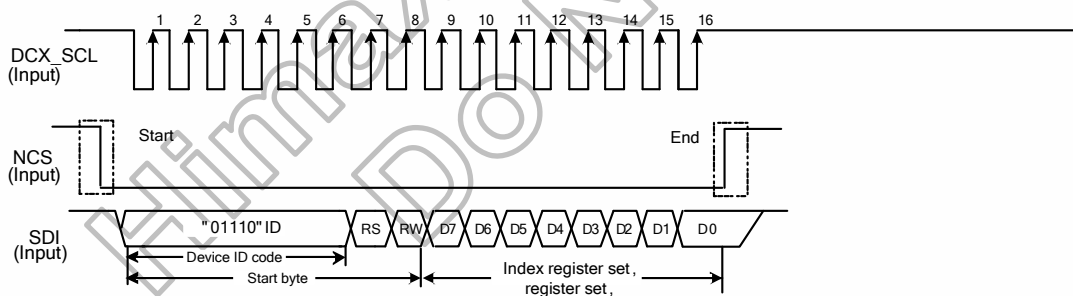 1 2 3 4 5 6 7 8 9 10 11 12 13 14 15 16
DCX_SCL
(Input)
Start
End
NCS
(Input)
"01110" ID
RS
RW
D7
D6
D5
D4
D3
D2
D1
D0
SDI
(Input)
Device ID code
Start byte
Index register set,
register set,
Himax
Do N